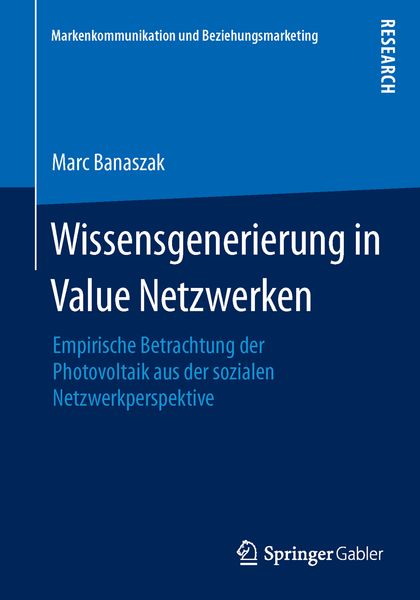 Markenkommunikation und Beziehungsmarketing
RESEARCH
Marc Banaszak
Wissensgenerierung in
Value Netzwerken
Empirische Betrachtung der
Photovoltaik aus der sozialen
Netzwerkperspektive
Springer Gabler